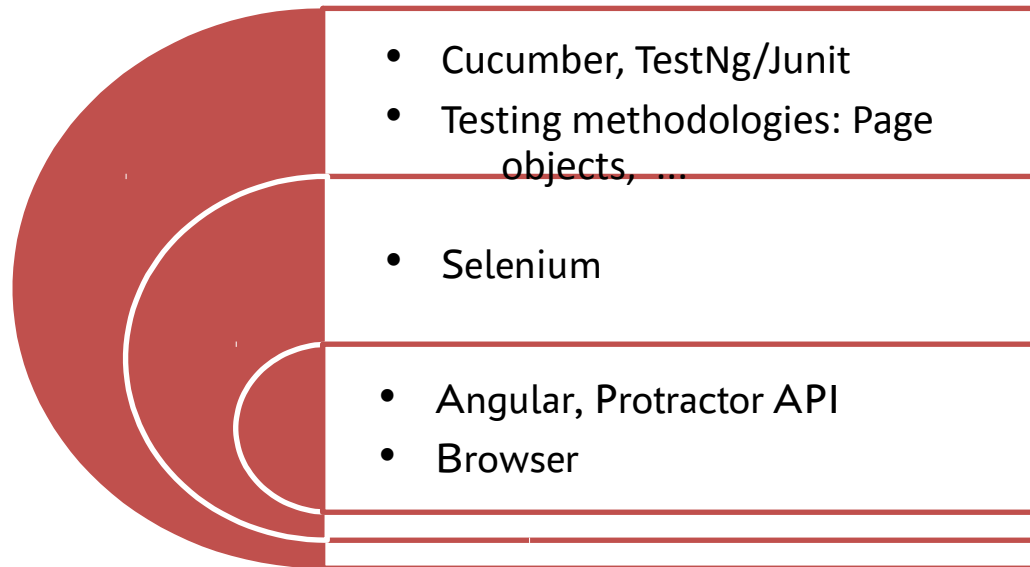 • Cucumber, TestNg/Junit
• Testing methodologies: Page
objects, ...
• Selenium
• Angular, Protractor API
• Browser